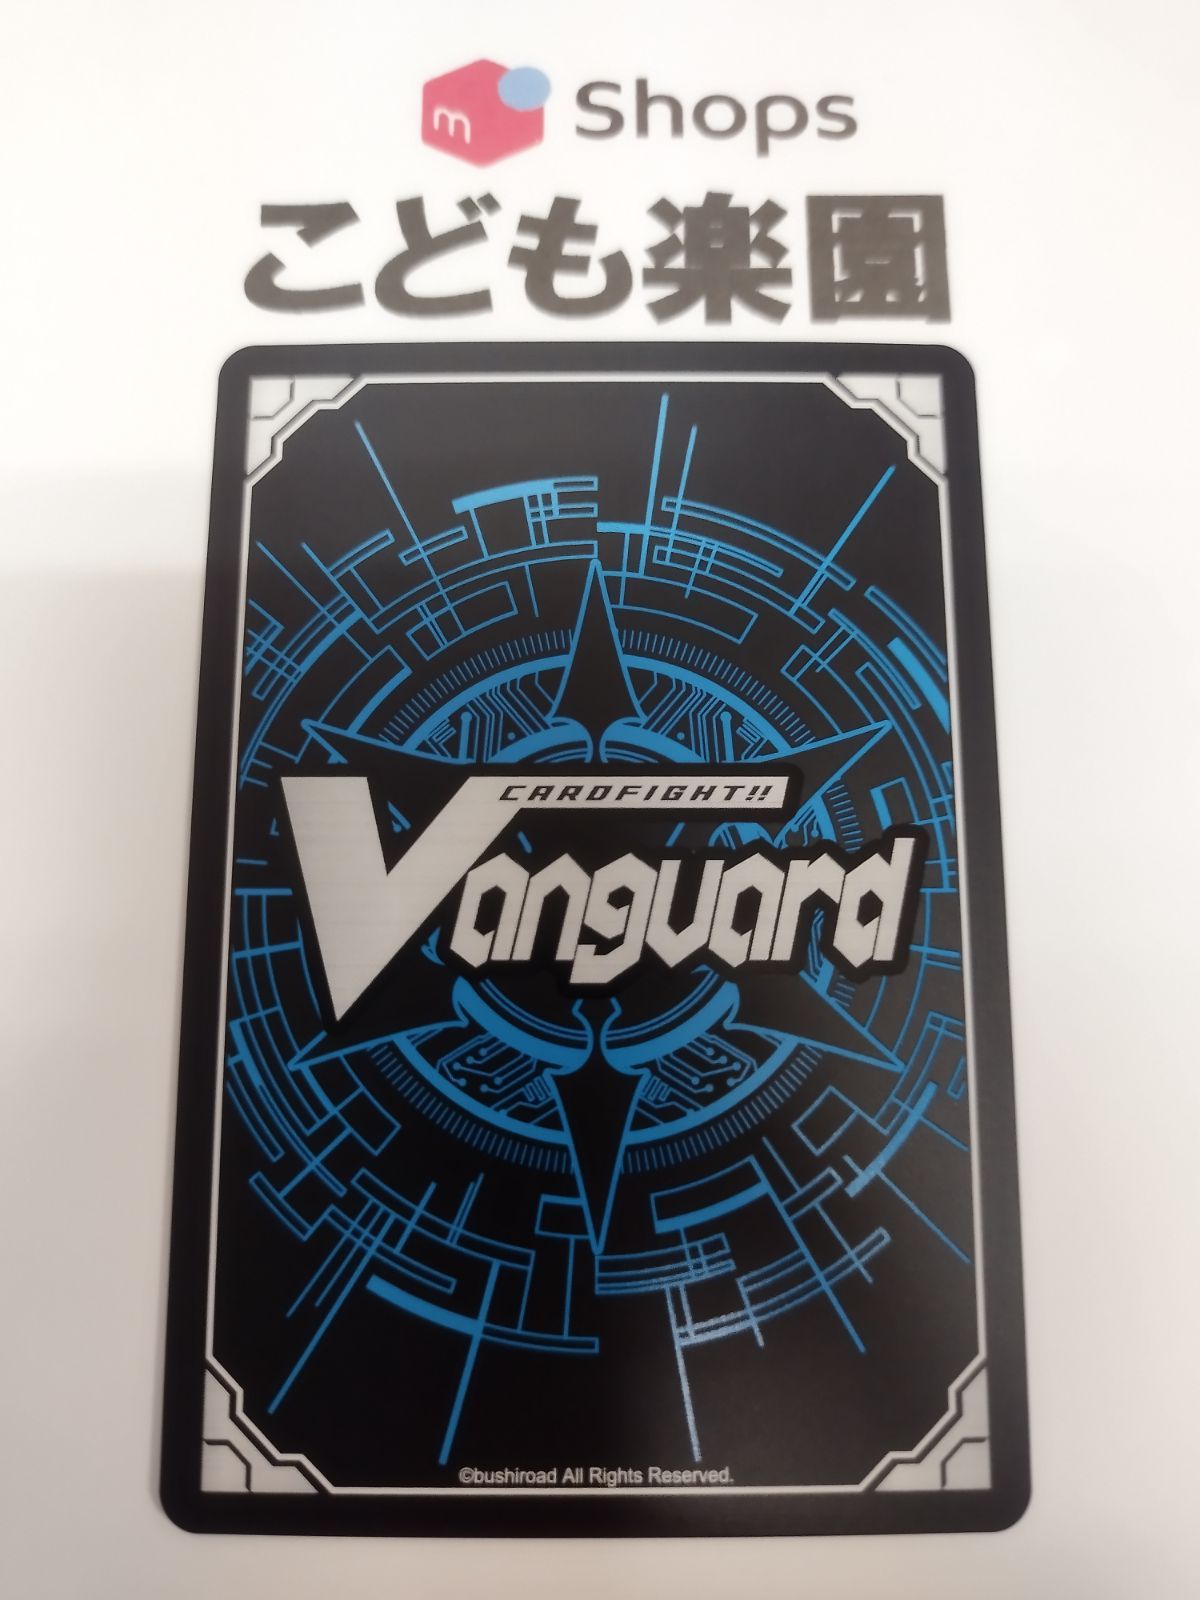 m Shops
こども楽園
CARDFIGHT!!
Vanguard
©bushiroad All Rights Reserved.